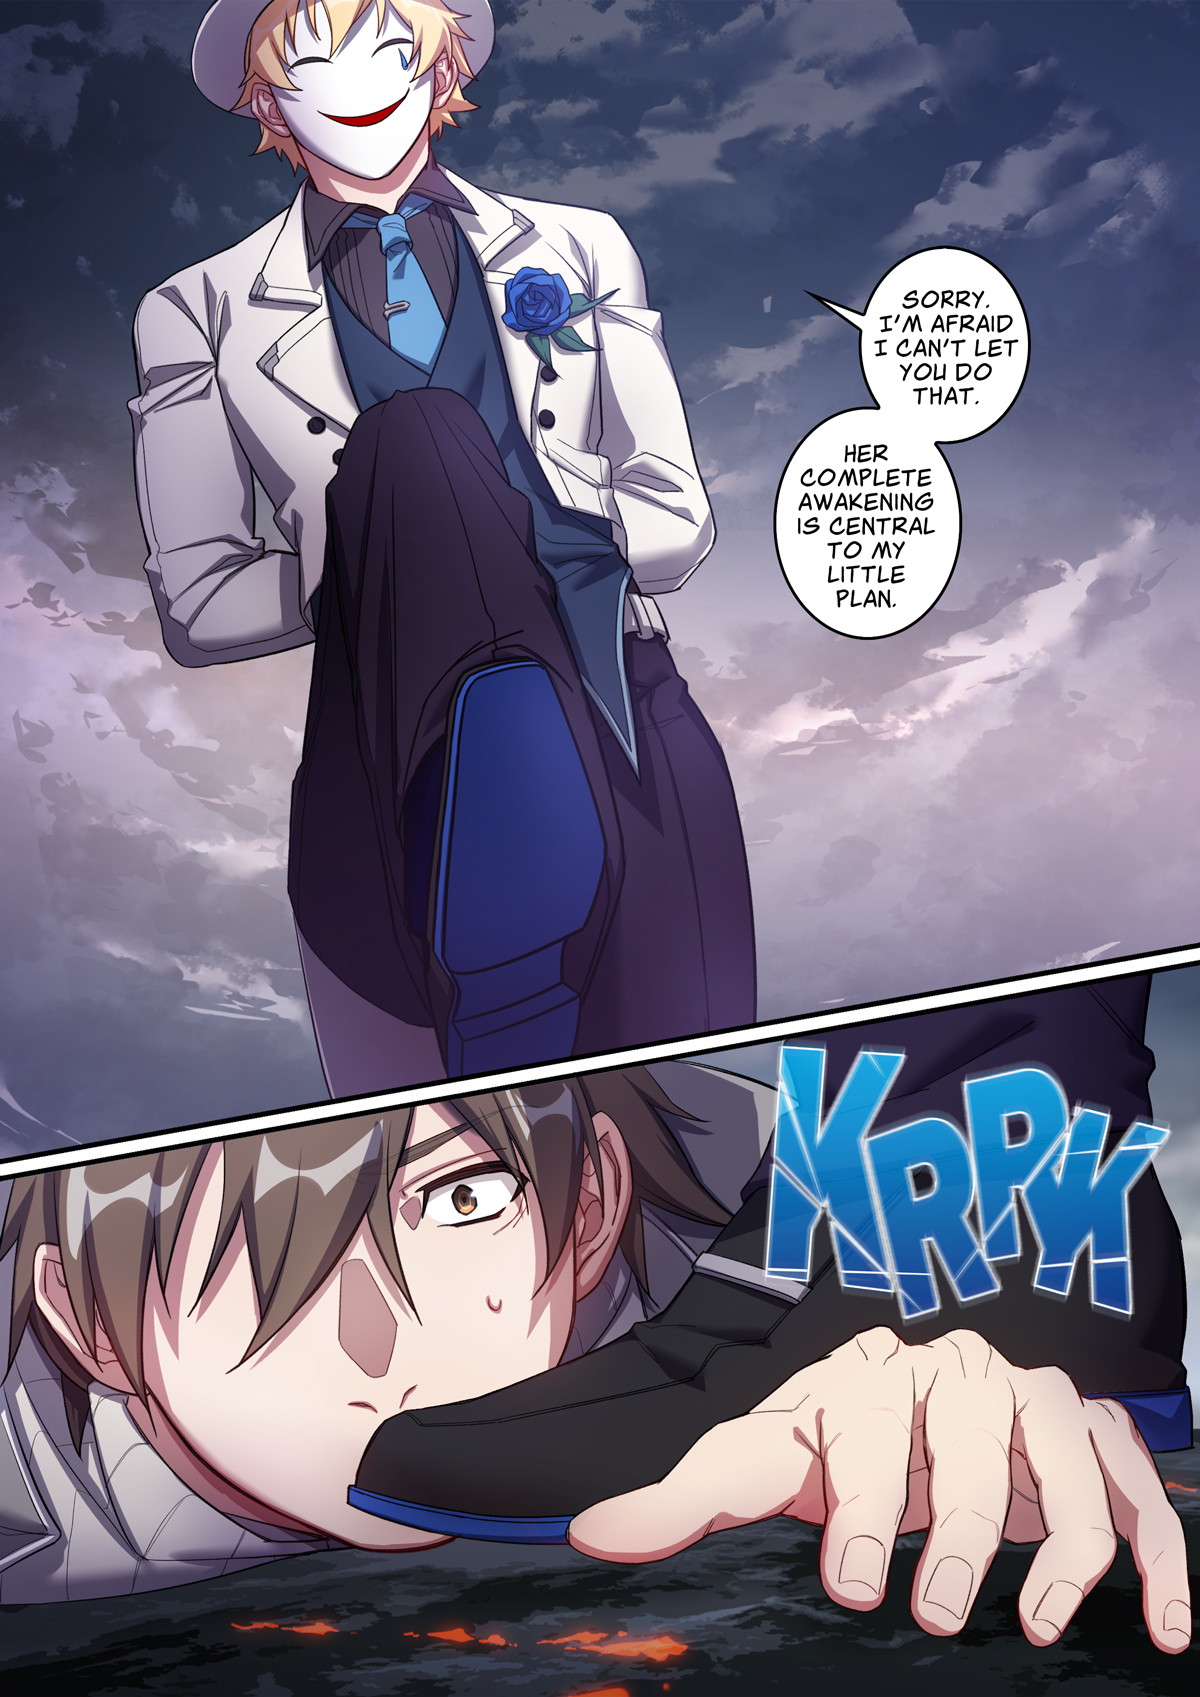 SORRY.
I'M AFRAID
I CAN'T LET
YOU DO
THAT.
HER
COMPLETE
AWAKENING
IS CENTRAL
TO MY
LITTLE
PLAN.
KRRK